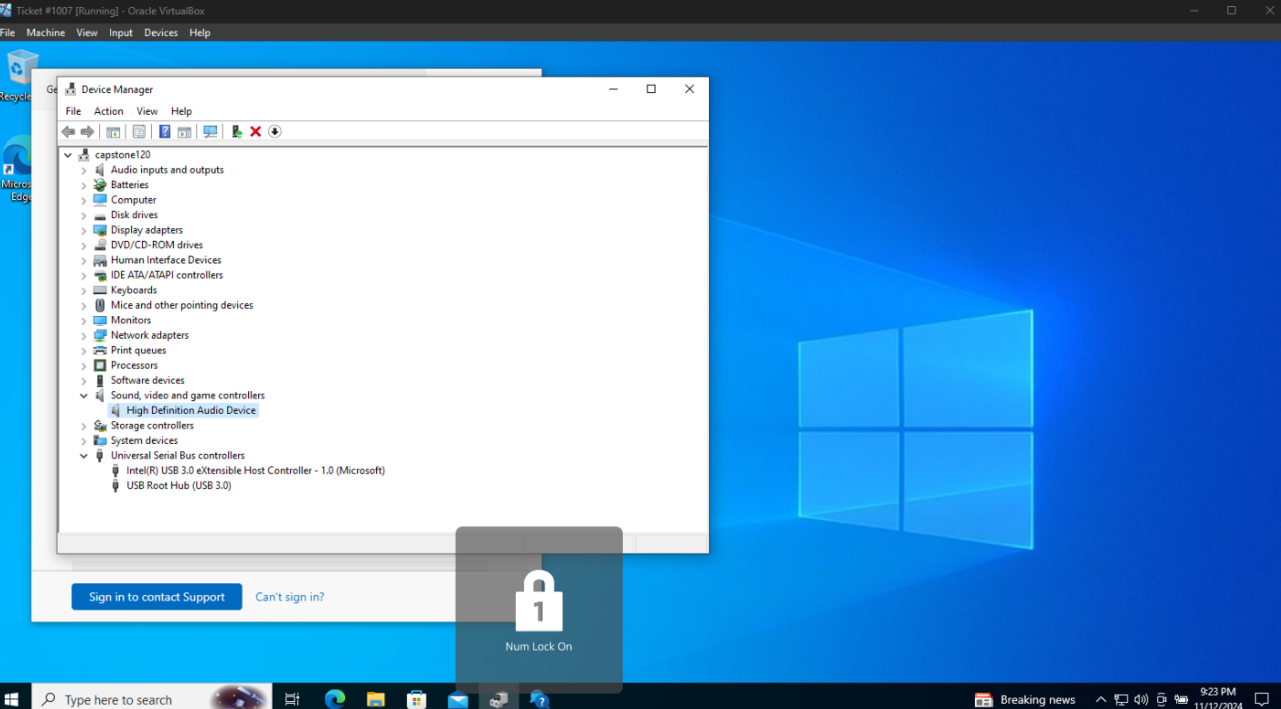 Ticket #1007 [Running] - Oracle VirtualBox
File Machine View Input Devices Help
Recycle
Ge
Device Manager
File Action View Help
capstone120
Audio inputs and outputs
Batteries
Computer
Disk drives
Display adapters
DVD/CD-ROM drives
Human Interface Devices
IDE ATA/ATAPI controllers
Keyboards
Mice and other pointing devices
Monitors
Network adapters
Print queues
Processors
Software devices
Sound, video and game controllers
High Definition Audio Device
Storage controllers
System devices
Universal Serial Bus controllers
Intel(R) USB 3.0 eXtensible Host Controller - 1.0 (Microsoft)
USB Root Hub (USB 3.0)
Micros
Edge
Sign in to contact Support Can't sign in?
1
Num Lock On
Type here to search
Breaking news
9:23 PM
11/12/2024